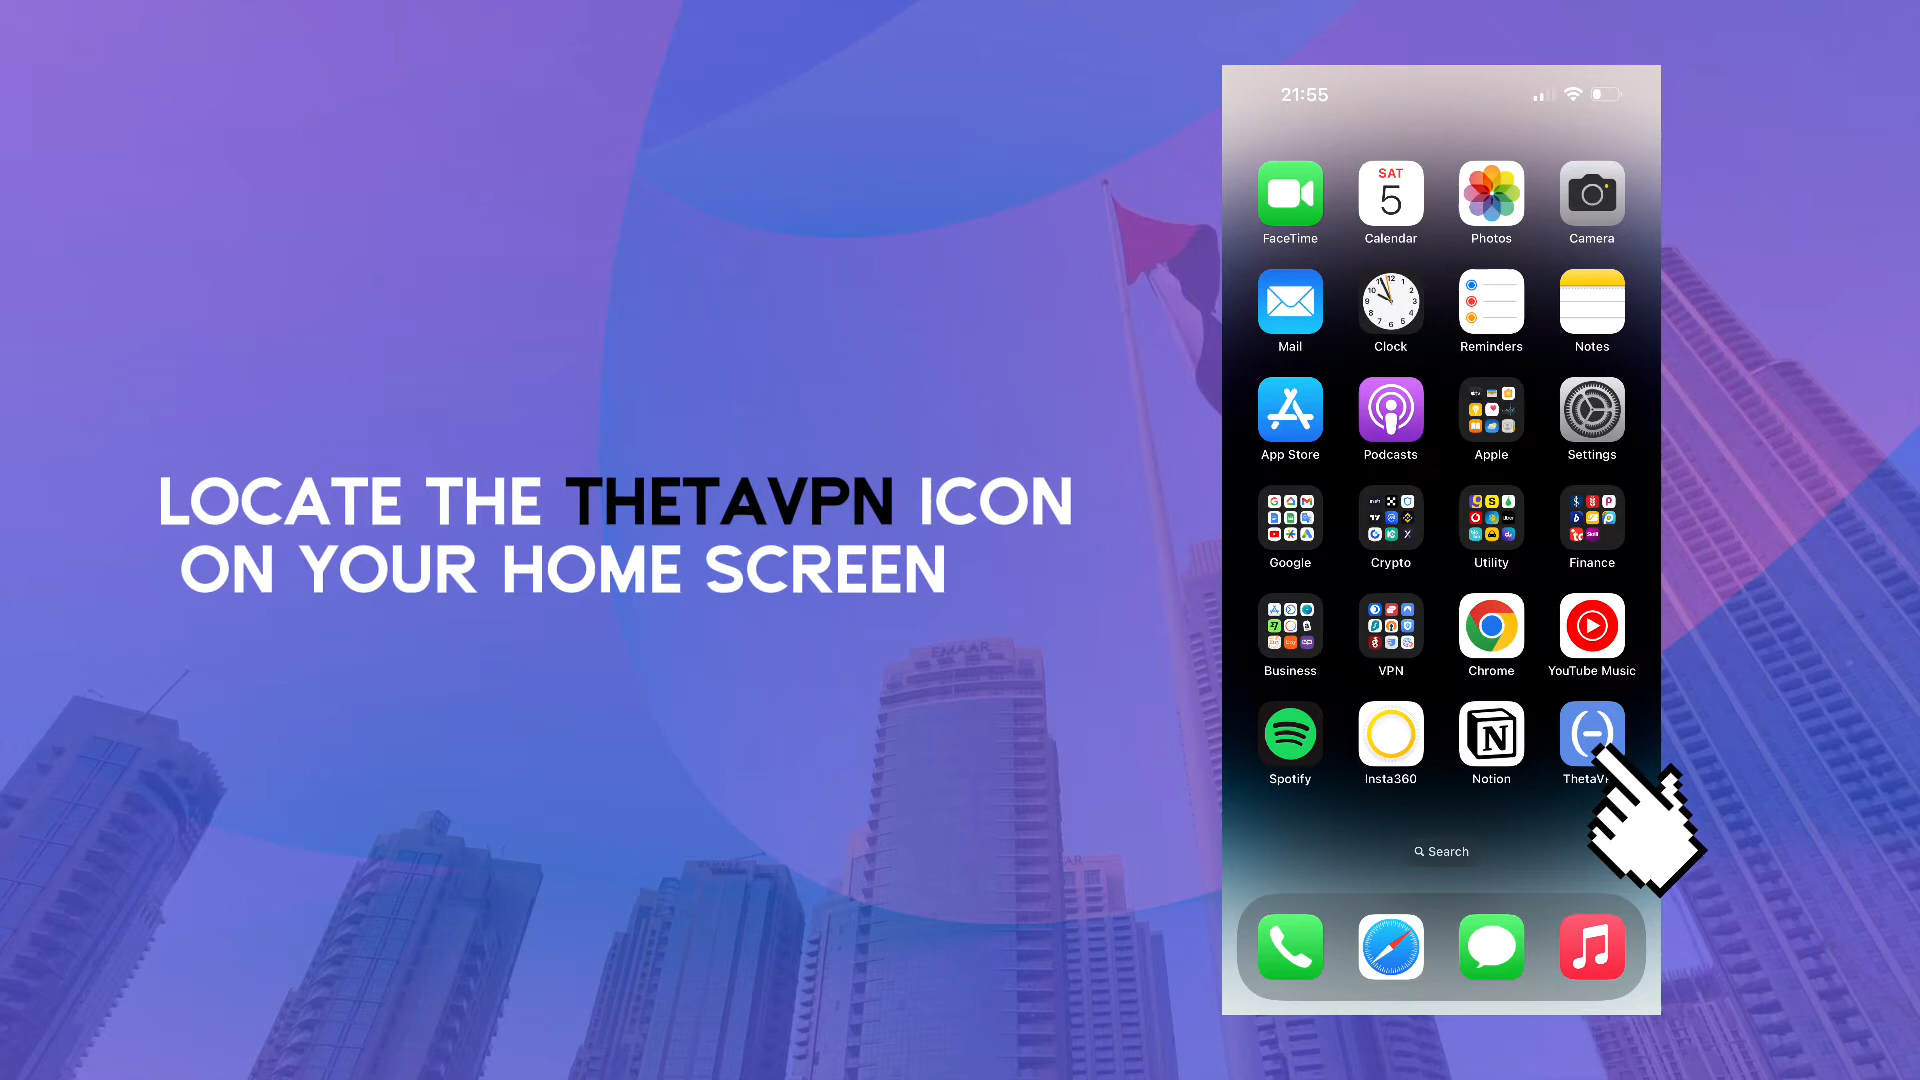 LOCATE THE THETAVPN ICON
ON YOUR HOME SCREEN
21:55
SAT
5
FaceTime
Calendar
Photos
Camera
Mail
Clock
Reminders
Notes
App Store
Podcasts
Apple
Settings
Google
Crypto
Utility
Finance
Business
VPN
Chrome
YouTube Music
Spotify
Insta360
Notion
ThetaV
Search
EMAAR